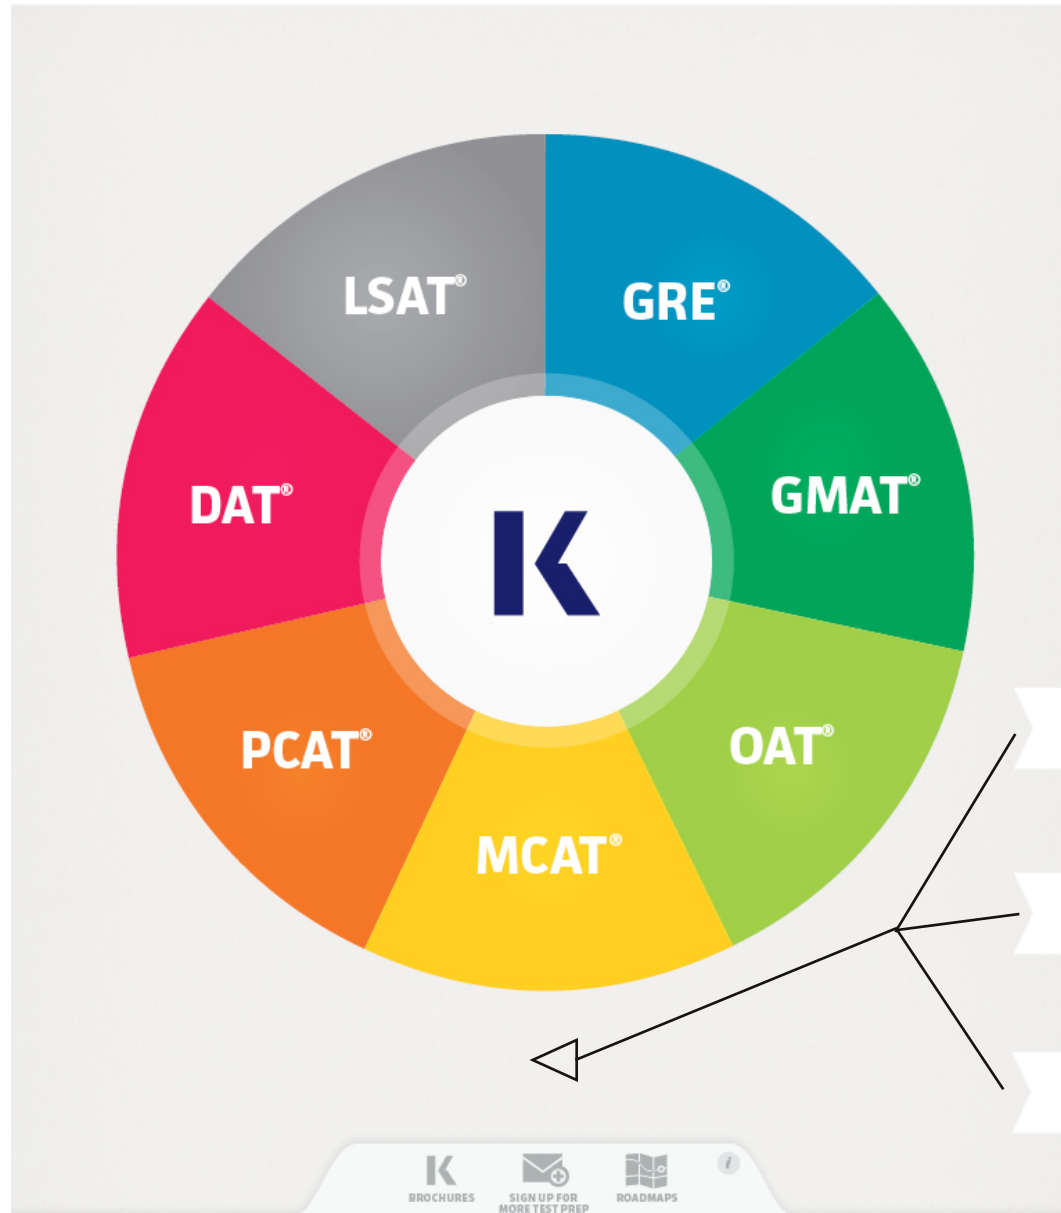 LSAT®
GRE®
DAT®
GMAT®
K
PCAT®
OAT®
MCAT®
K
BROCHURES
SIGN UP FOR
MORE TEST PREP
ROADMAPS
i